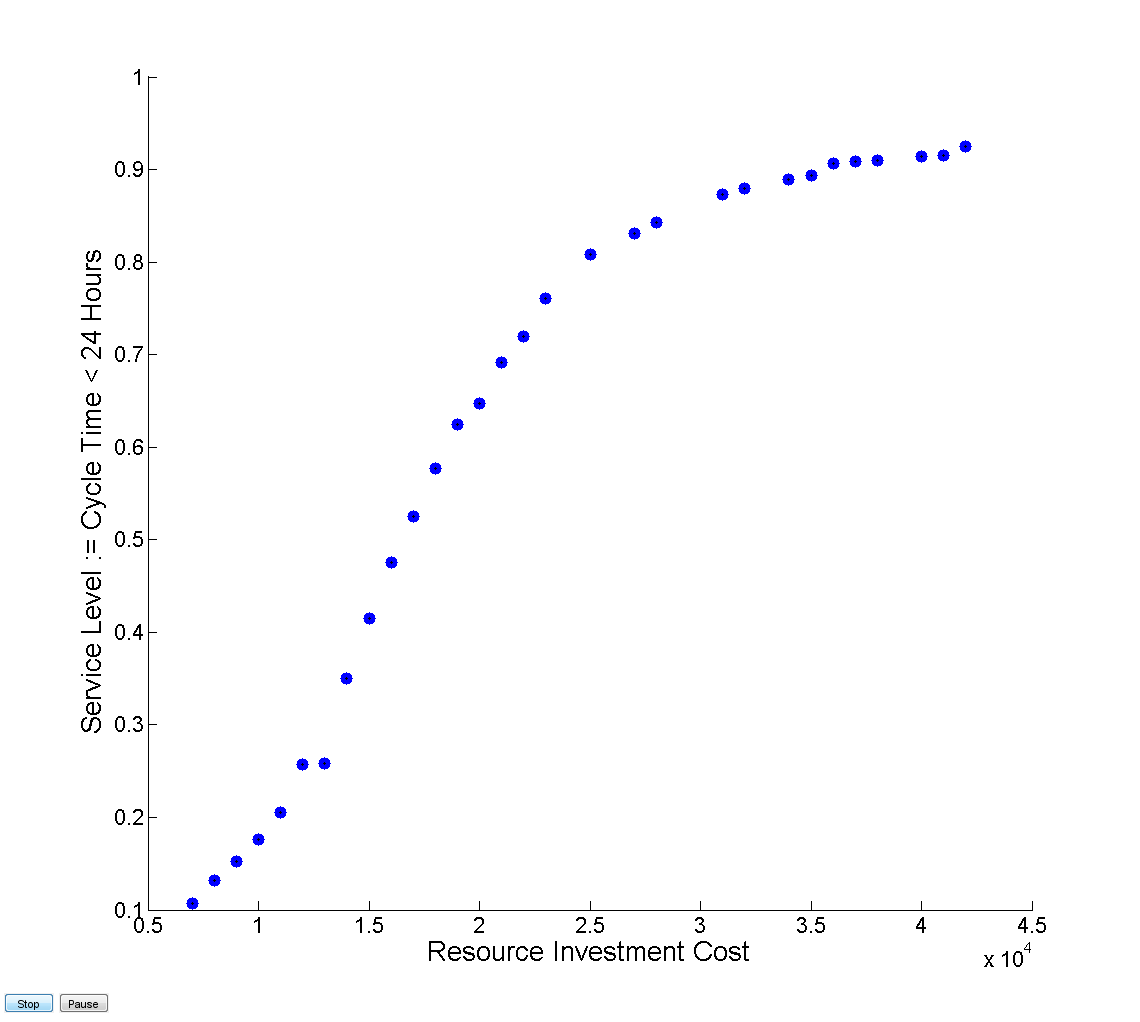 1
0.9
0.8
0.7
0.6
0.5
0.4
0.3
0.2
0.1
Service Level := Cycle Time < 24 Hours
0.5 1 1.5 2 2.5 3 3.5 4 4.5
Resource Investment Cost
x 10^4
Stop Pause